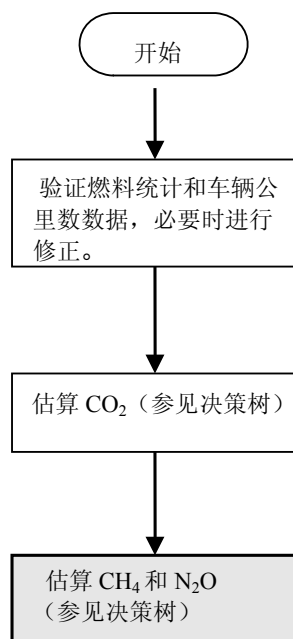 开始
验证燃料统计和车辆公
里数数据，必要时进行
修正。
估算 CO₂（参见决策树）
估算 CH₄ 和 N₂O
（参见决策树）